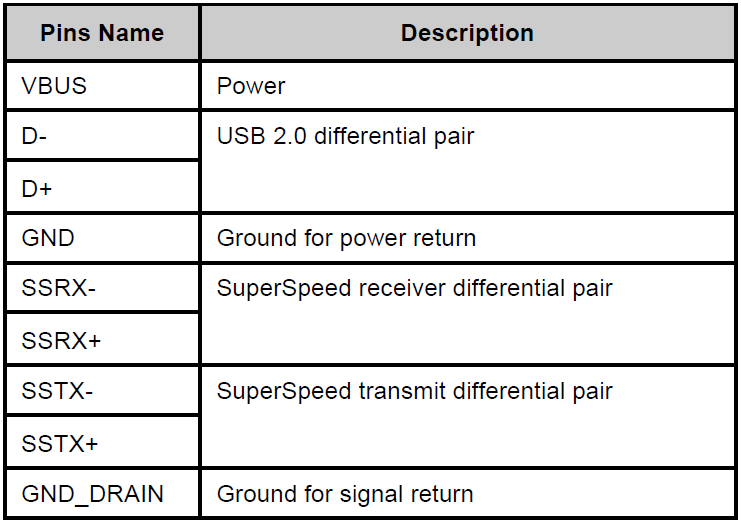 Pins Name Description
VBUS Power
D- USB 2.0 differential pair
D+
GND Ground for power return
SSRX- SuperSpeed receiver differential pair
SSRX+
SSTX- SuperSpeed transmit differential pair
SSTX+
GND_DRAIN Ground for signal return